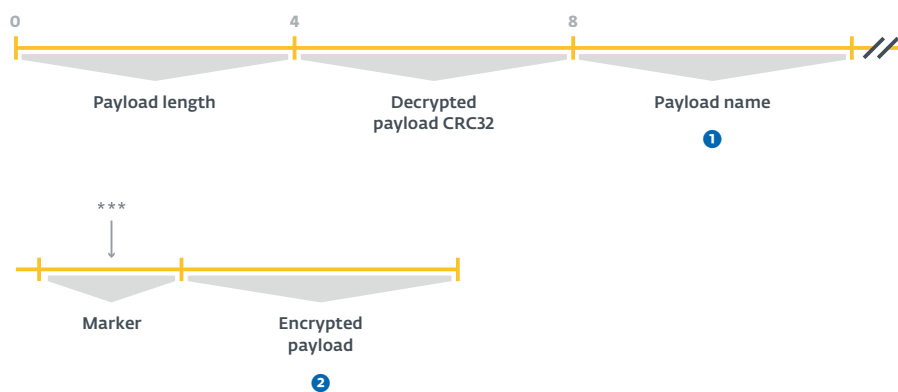 0 4 8
Payload length
Decrypted
payload CRC32
Payload name
1
***
Marker
Encrypted
payload
2